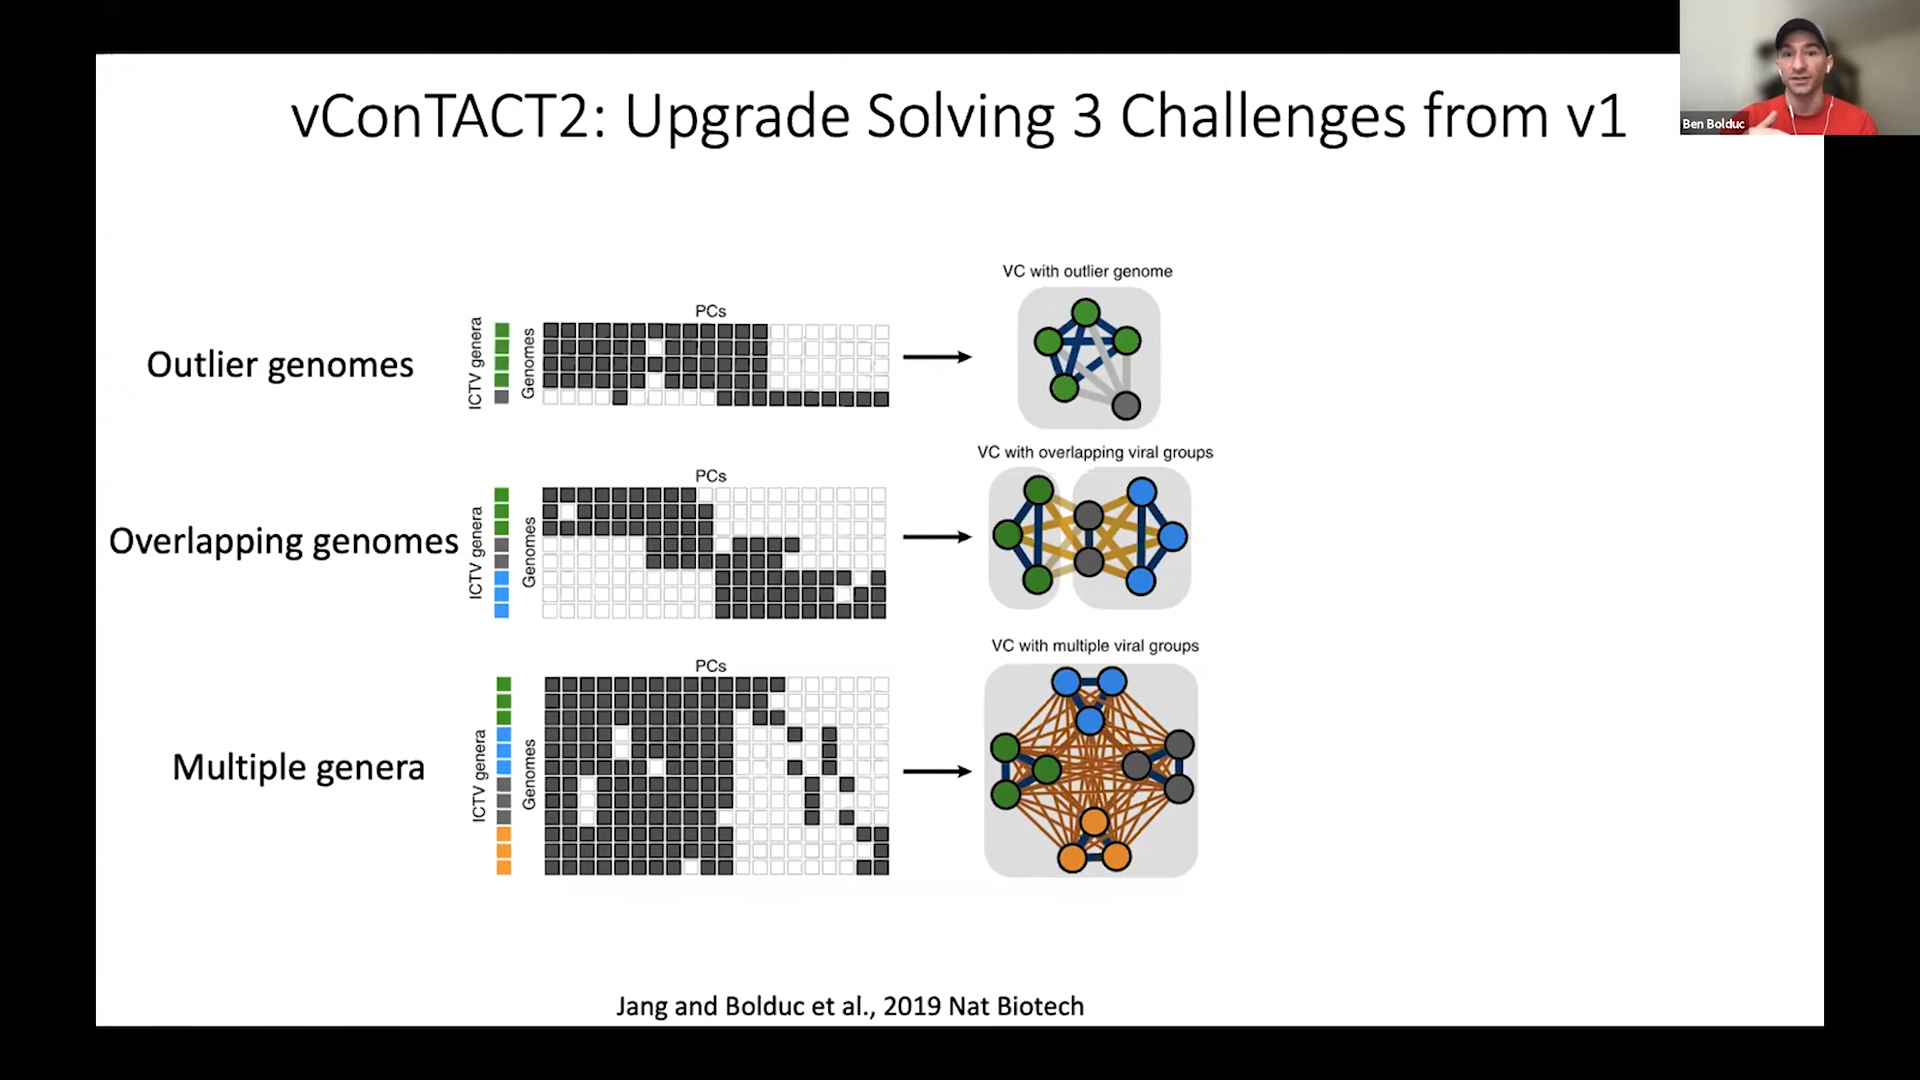 vConTACT2: Upgrade Solving 3 Challenges from v1
Ben Bolduc
Outlier genomes
ICTV genera
Genomes
PCs
VC with outlier genome
Overlapping genomes
ICTV genera
Genomes
PCs
VC with overlapping viral groups
Multiple genera
ICTV genera
Genomes
PCs
VC with multiple viral groups
Jang and Bolduc et al., 2019 Nat Biotech